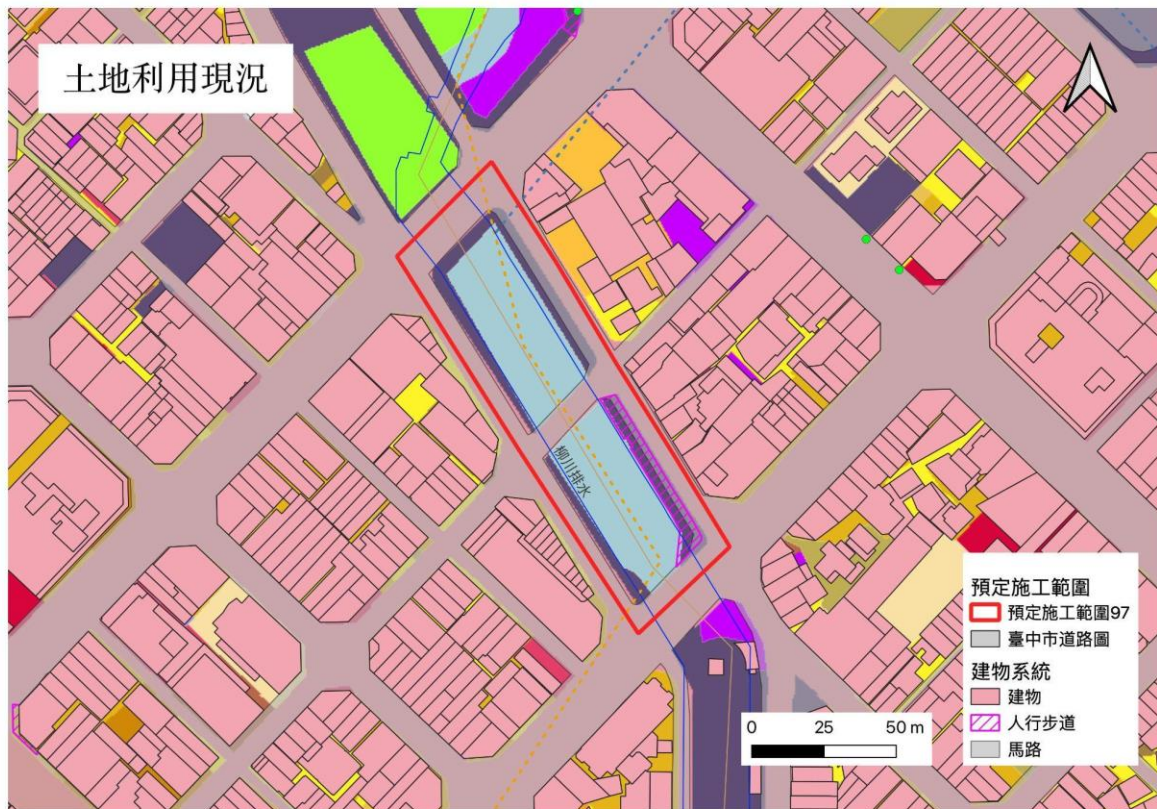 土地利用現況
柳川排水
預定施工範圍
預定施工範圍97
臺中市道路圖
建物系統
建物
人行步道
馬路
0 25 50 m